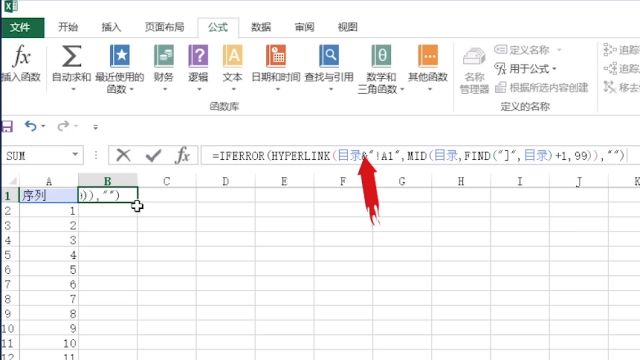 文件 开始 插入 页面布局 公式 数据 审阅 视图
fx Σ θ
插入函数 自动求和 最近使用的函数 财务 逻辑 文本 日期和时间 查找与引用 数学和三角函数 其他函数 名称管理器 定义名称 用于公式 根据所选内容创建 追踪 追踪 移去
函数库 定义的名称
SUM fx =IFERROR(HYPERLINK(目录&"!A1",MID(目录,FIND("]",目录)+1,99)),"")
A B C D E F G H I J K
1 序列 )),"")
2 1
3 2
4 3
5 4
6 5
7 6
8 7
9 8
10 9
11 10
11